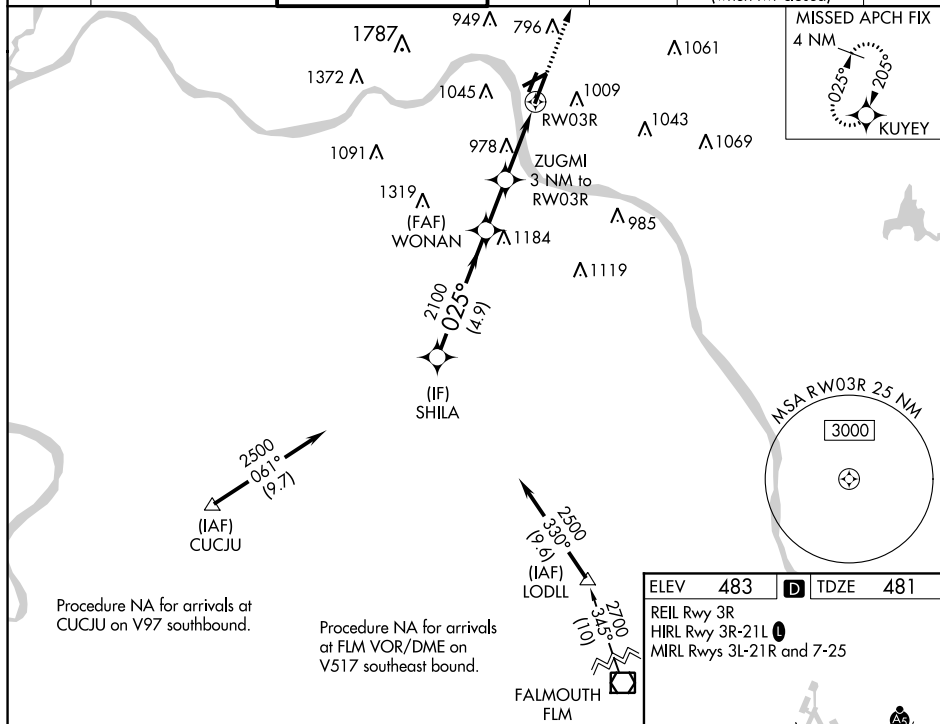 949
796
1787
1061
1372
1045
1009
RW03R
1043
1069
1091
978
ZUGMI
3 NM to
RW03R
1319
985
(FAF)
WONAN
1184
1119
2100
025°
(4.9)
(IF)
SHILA
MISSED APCH FIX
4 NM
025°
205°
KUYEY
MSA RW03R 25 NM
3000
2500
061°
(9.7)
(IAF)
CUCJU
2500
330°
(9.6)
(IAF)
LODLL
2700
345°
(10)
FALMOUTH
FLM
Procedure NA for arrivals at
CUCJU on V97 southbound.
Procedure NA for arrivals
at FLM VOR/DME on
V517 southeast bound.
ELEV 483 D TDZE 481
REIL Rwy 3R
HIRL Rwy 3R-21L L
MIRL Rwys 3L-21R and 7-25
A5